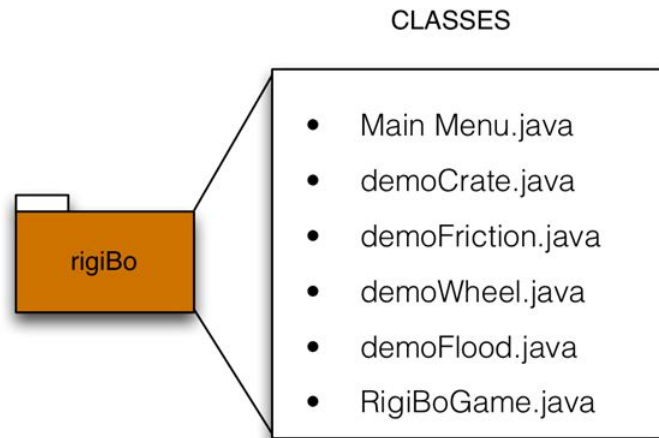 CLASSES
• Main Menu.java
• demoCrate.java
• demoFriction.java
rigiBo
• demoWheel.java
• demoFlood.java
• RigiBoGame.java